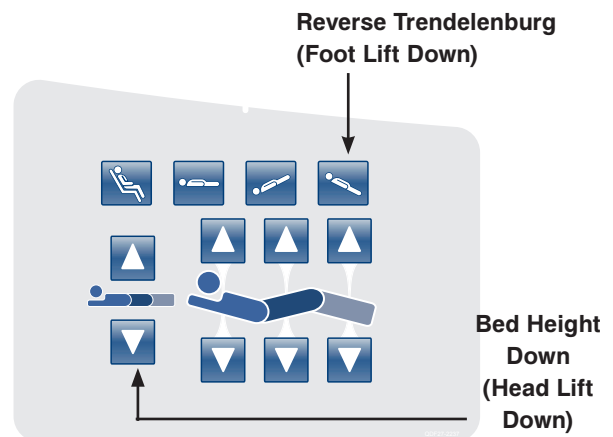 Reverse Trendelenburg
(Foot Lift Down)
Bed Height
Down
(Head Lift
Down)